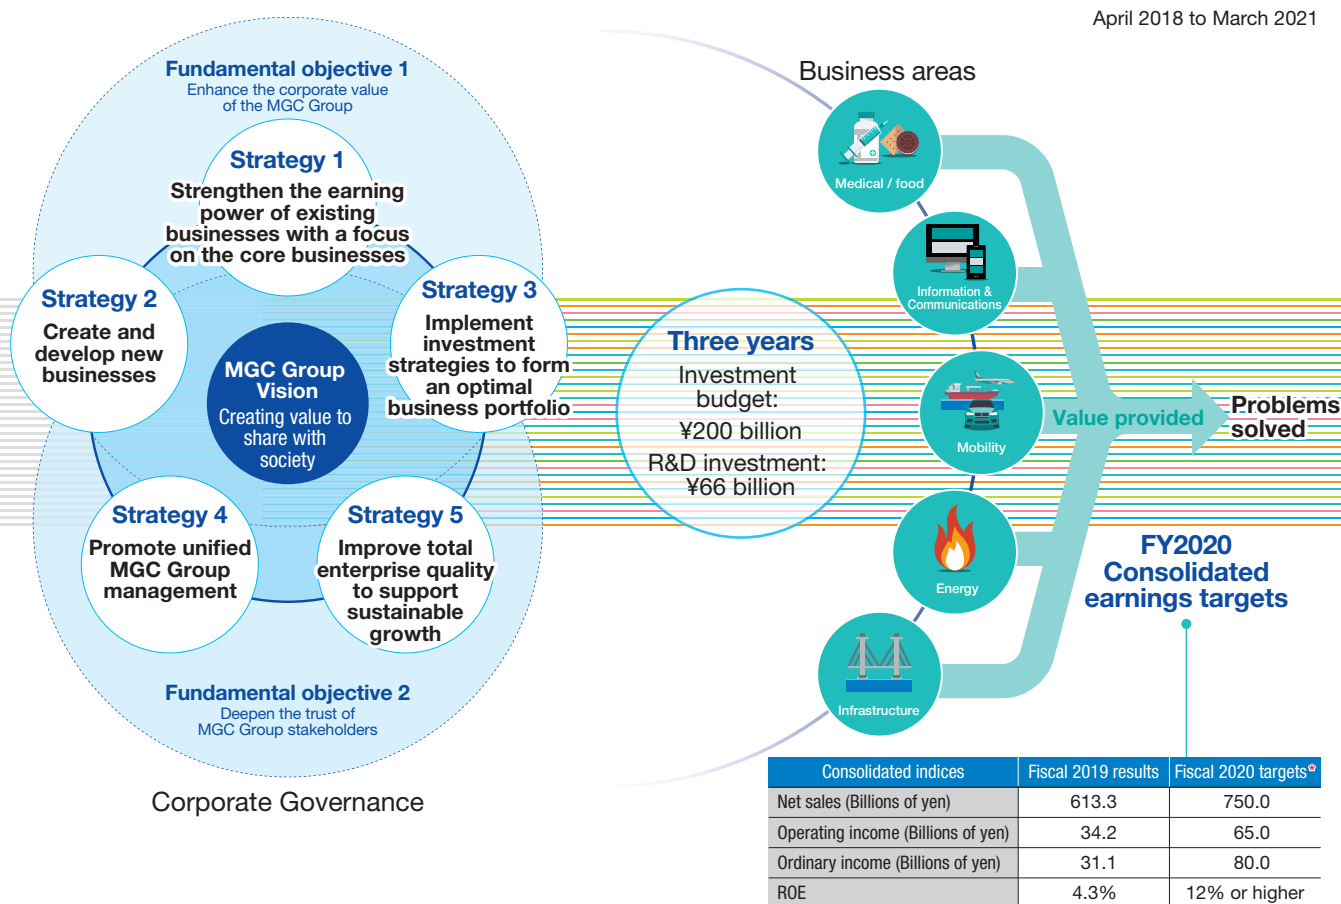 April 2018 to March 2021
Fundamental objective 1
Enhance the corporate value
of the MGC Group
Strategy 1
Strengthen the earning
power of existing
businesses with a focus
on the core businesses
Strategy 2
Create and
develop new
businesses
MGC Group
Vision
Creating value to
share with
society
Strategy 3
Implement
investment
strategies to form
an optimal
business portfolio
Strategy 4
Promote unified
MGC Group
management
Strategy 5
Improve total
enterprise quality
to support
sustainable
growth
Fundamental objective 2
Deepen the trust of
MGC Group stakeholders
Corporate Governance
Three years
Investment
budget:
¥200 billion
R&D investment:
¥66 billion
Business areas
Medical / food
Information &
Communications
Mobility
Energy
Infrastructure
Value provided
Problems
solved
FY2020
Consolidated
earnings targets
Consolidated indices Fiscal 2019 results Fiscal 2020 targets*
Net sales (Billions of yen) 613.3 750.0
Operating income (Billions of yen) 34.2 65.0
Ordinary income (Billions of yen) 31.1 80.0
ROE 4.3% 12% or higher